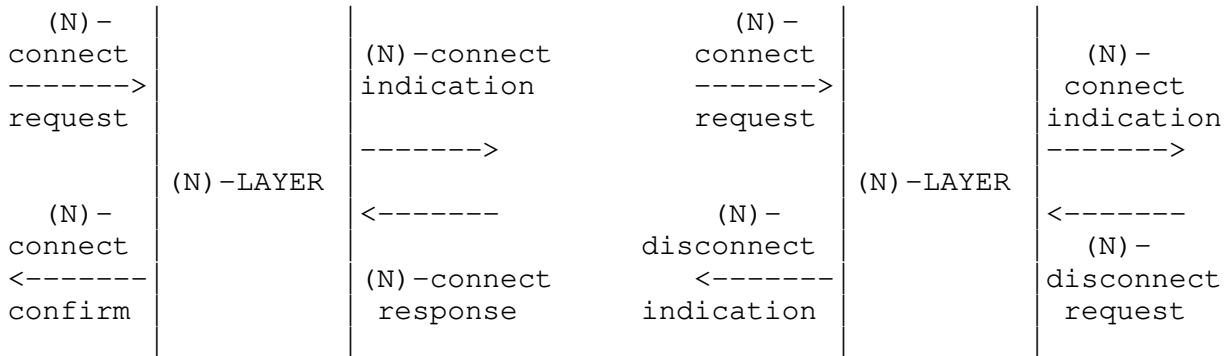 (N)- (N)-
connect (N)-connect connect (N)-
-------> indication -------> connect
request request indication
-------> ------->
(N)-LAYER (N)-LAYER
(N)- <------- (N)- <-------
connect disconnect (N)-
<------- (N)-connect <------- disconnect
confirm response indication request